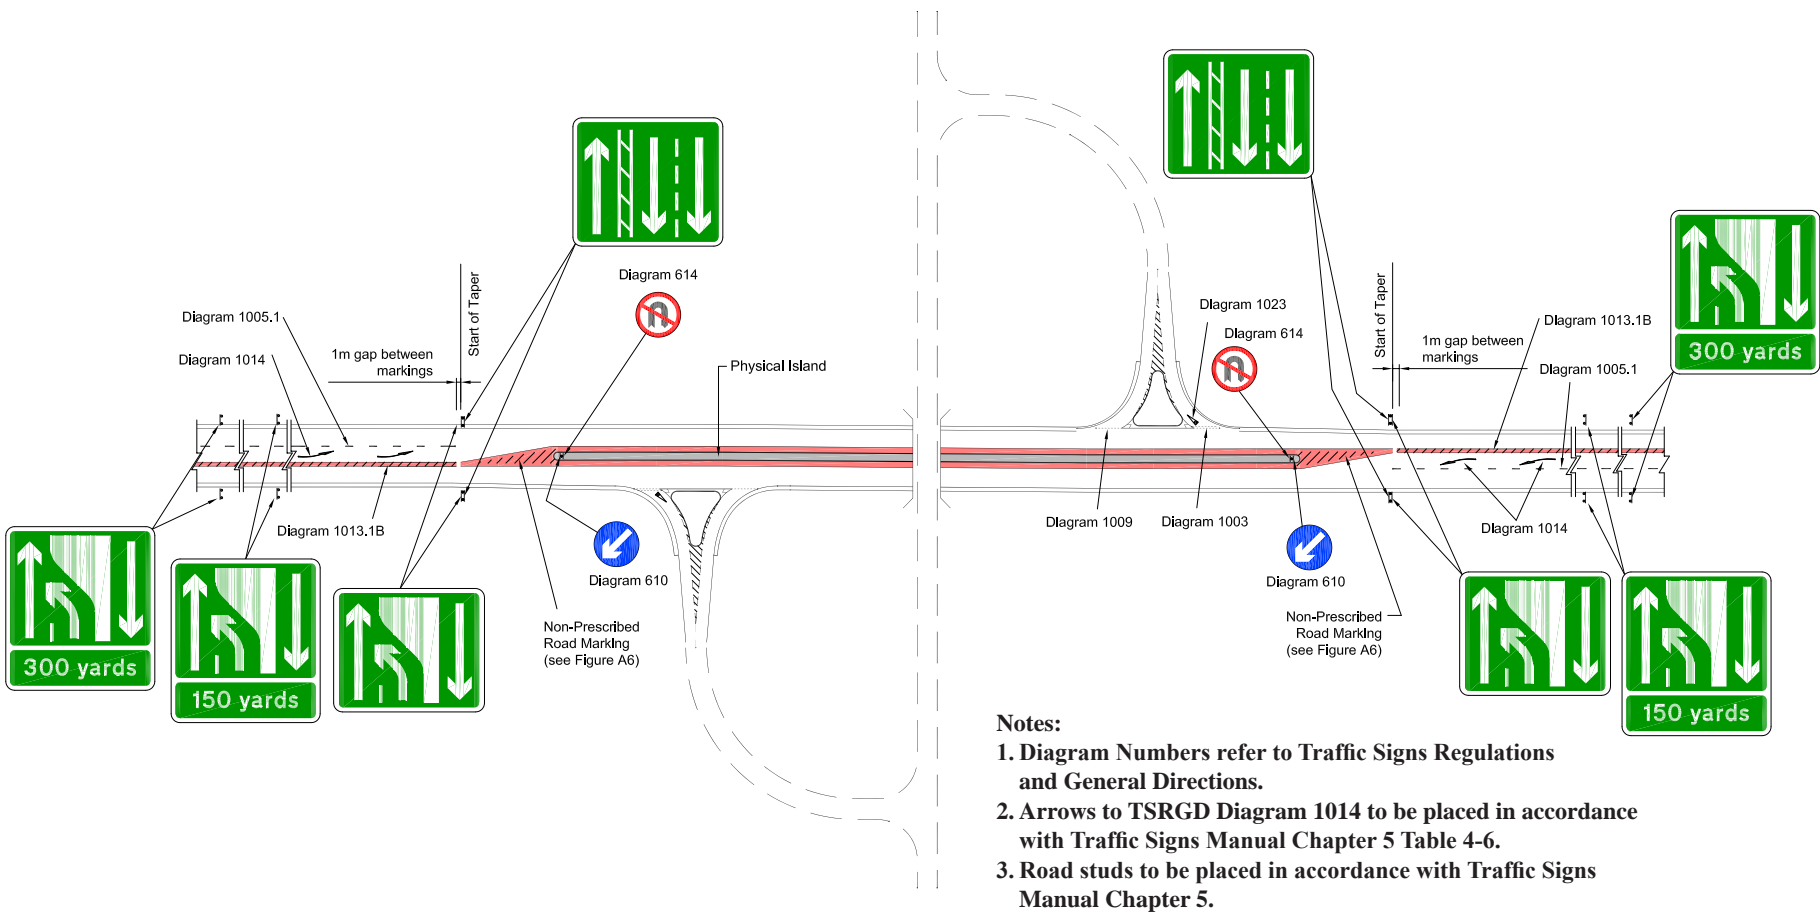 Diagram 614
Start of Taper
Diagram 1005.1
Diagram 1014
1m gap between
markings
Physical Island
Diagram 1013.1B
300 yards
150 yards
Diagram 610
Non-Prescribed
Road Marking
(see Figure A6)
Diagram 1023
Diagram 614
Start of Taper
Diagram 1013.1B
1m gap between
markings
Diagram 1005.1
300 yards
Diagram 1009
Diagram 1003
Diagram 1014
Diagram 610
Non-Prescribed
Road Marking
(see Figure A6)
150 yards
Notes:
1. Diagram Numbers refer to Traffic Signs Regulations
and General Directions.
2. Arrows to TSRGD Diagram 1014 to be placed in accordance
with Traffic Signs Manual Chapter 5 Table 4-6.
3. Road studs to be placed in accordance with Traffic Signs
Manual Chapter 5.